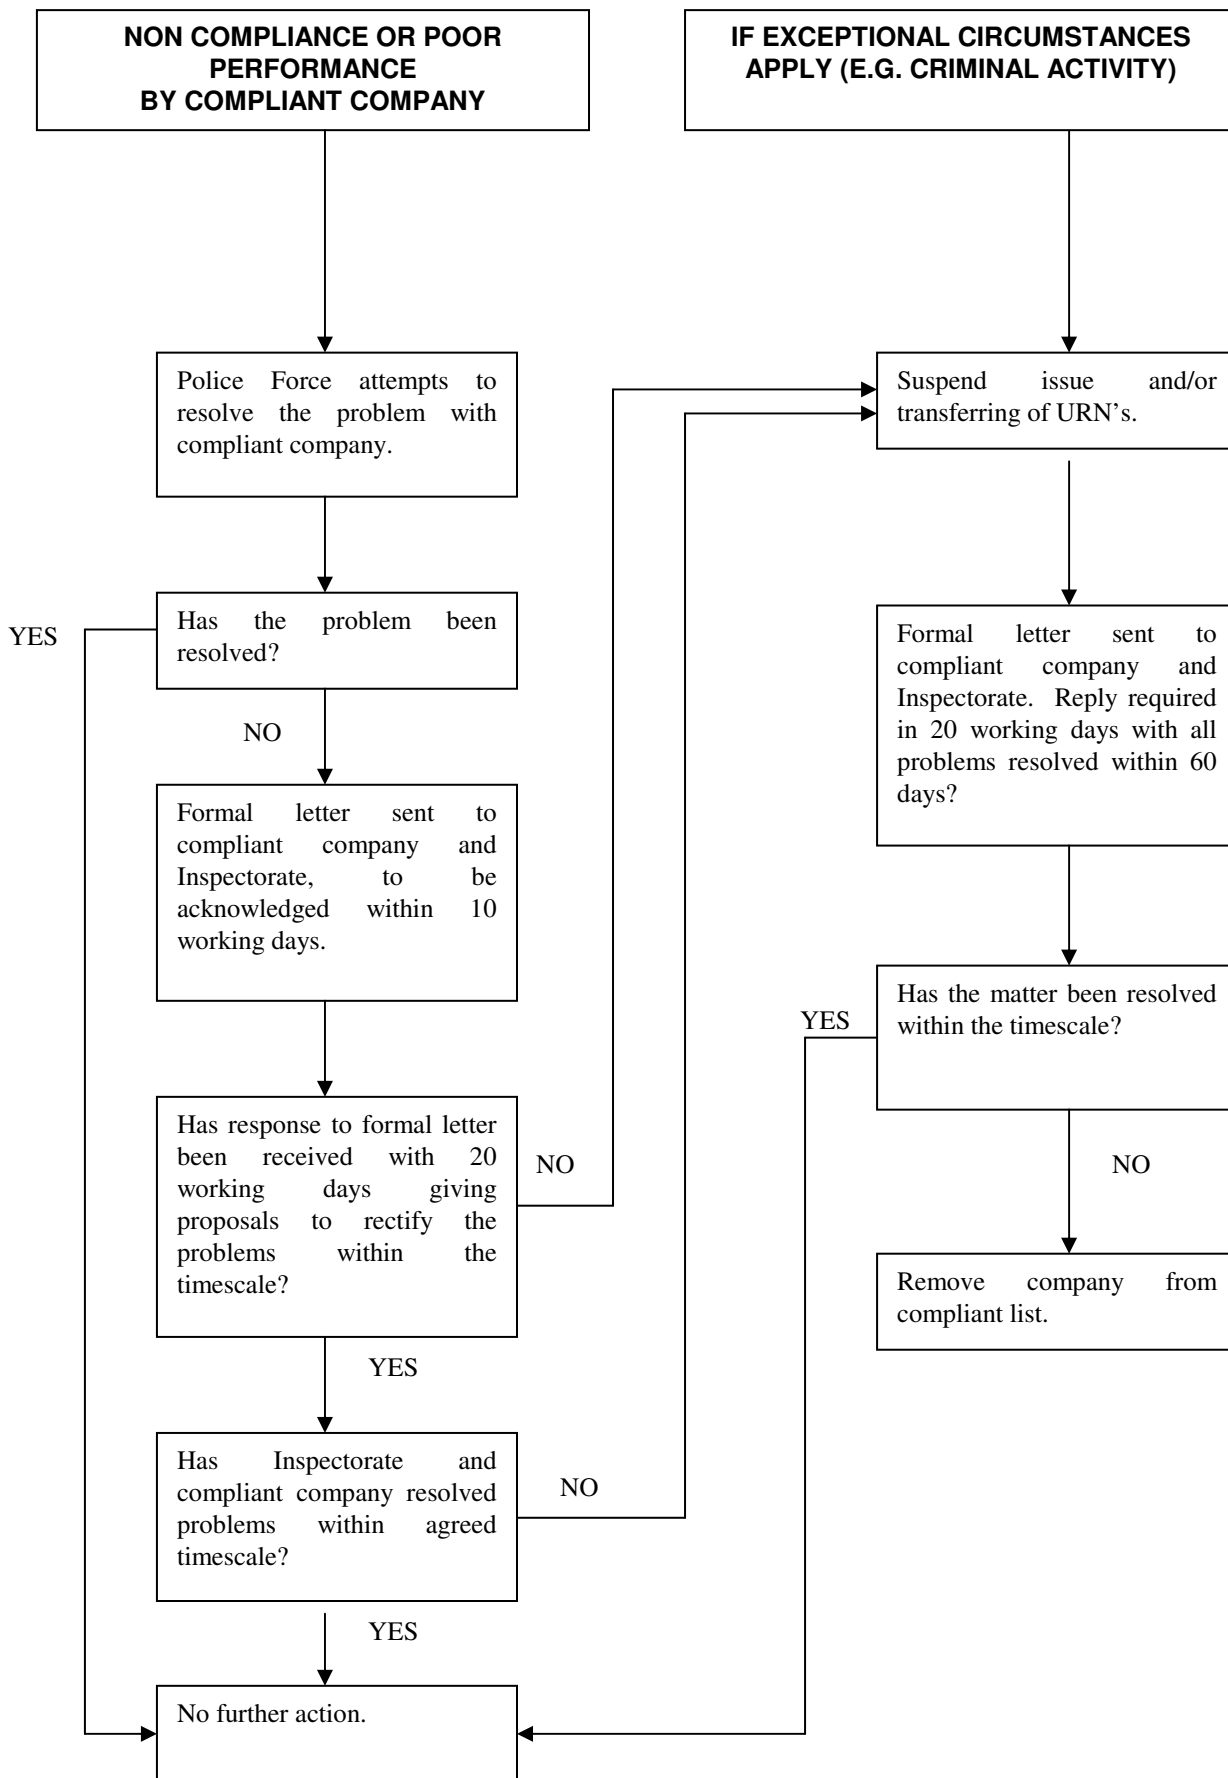 NON COMPLIANCE OR POOR
PERFORMANCE
BY COMPLIANT COMPANY
IF EXCEPTIONAL CIRCUMSTANCES
APPLY (E.G. CRIMINAL ACTIVITY)
Police Force attempts to
resolve the problem with
compliant company.
Suspend issue and/or
transferring of URN's.
YES
Has the problem been
resolved?
NO
Formal letter sent to
compliant company and
Inspectorate. Reply required
in 20 working days with all
problems resolved within 60
days?
Formal letter sent to
compliant company and
Inspectorate, to be
acknowledged within 10
working days.
YES
Has the matter been resolved
within the timescale?
Has response to formal letter
been received with 20
working days giving
proposals to rectify the
problems within the
timescale?
NO
NO
Remove company from
compliant list.
YES
Has Inspectorate and
compliant company resolved
problems within agreed
timescale?
NO
YES
No further action.